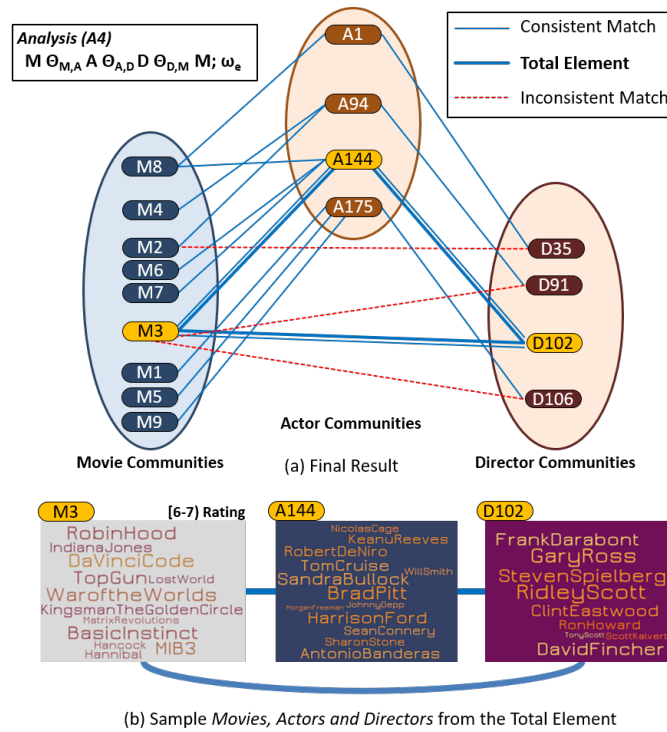 Analysis (A4)
M Θ_{M,A} A Θ_{A,D} D Θ_{D,M} M; ω_e
Consistent Match
Total Element
Inconsistent Match
A1
A94
A144
A175
M8
M4
M2
M6
M7
M3
M1
M5
M9
D35
D91
D102
D106
Actor Communities
Movie Communities
Director Communities
(a) Final Result
M3
[6-7) Rating
RobinHood
IndianaJones
DaVinciCode
TopGun LostWorld
WaroftheWorlds
KingsmanTheGoldenCircle
MatrixRevolutions
BasicInstinct
Hancock MIB3
Hannibal
A144
NicolasCage
KeanuReeves
RobertDeNiro
TomCruise WillSmith
SandraBullock
BradPitt
MorganFreeman JohnnyDepp
HarrisonFord
SeanConnery
SharonStone
AntonioBanderas
D102
FrankDarabont
GaryRoss
StevenSpielberg
RidleyScott
ClintEastwood
RonHoward
TonyScott ScottKalvert
DavidFincher
(b) Sample Movies, Actors and Directors from the Total Element